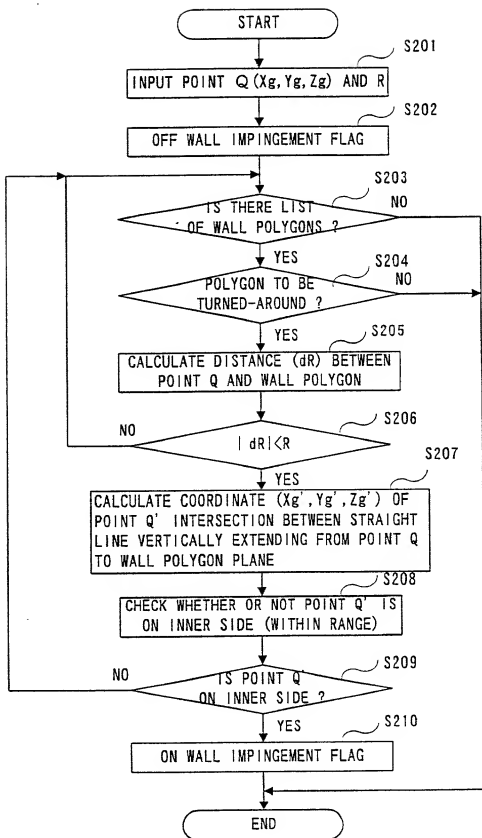 START
S201
INPUT POINT Q (Xg,Yg,Zg) AND R
S202
OFF WALL IMPINGEMENT FLAG
S203
IS THERE LIST
OF WALL POLYGONS ?
NO
YES
S204
POLYGON TO BE
TURNED-AROUND ?
NO
YES
S205
CALCULATE DISTANCE (dR) BETWEEN
POINT Q AND WALL POLYGON
S206
| dR|<R
NO
YES
S207
CALCULATE COORDINATE (Xg',Yg',Zg') OF
POINT Q' INTERSECTION BETWEEN STRAIGHT
LINE VERTICALLY EXTENDING FROM POINT Q
TO WALL POLYGON PLANE
S208
CHECK WHETHER OR NOT POINT Q' IS
ON INNER SIDE (WITHIN RANGE)
S209
IS POINT Q'
ON INNER SIDE ?
NO
YES
S210
ON WALL IMPINGEMENT FLAG
END